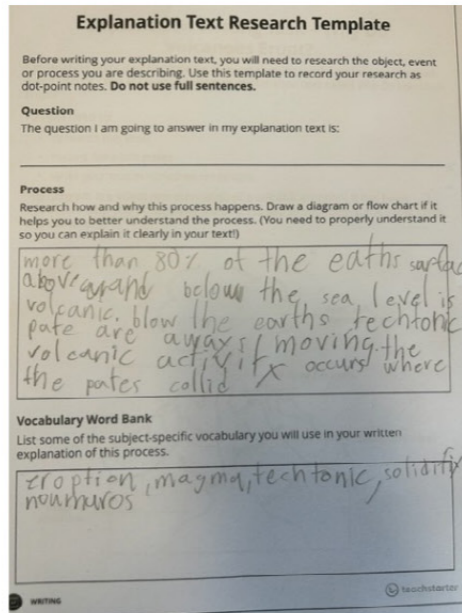 Explanation Text Research Template
Before writing your explanation text, you will need to research the object, event
or process you are describing. Use this template to record your research as
dot-point notes. Do not use full sentences.
Question
The question I am going to answer in my explanation text is:
Process
Research how and why this process happens. Draw a diagram or flow chart if it
helps you to better understand the process. (You need to properly understand it
so you can explain it clearly in your text!)
more than 80% of the eaths surfac
above and below the sea level is
volcanic. blow the earths techtonic
pate are aways moving. the
volcanic activity occurs where
the pates collid
Vocabulary Word Bank
List some of the subject-specific vocabulary you will use in your written
explanation of this process.
eroption, magma, techtonic, solidify
noumuros
WRITING
teachstarter